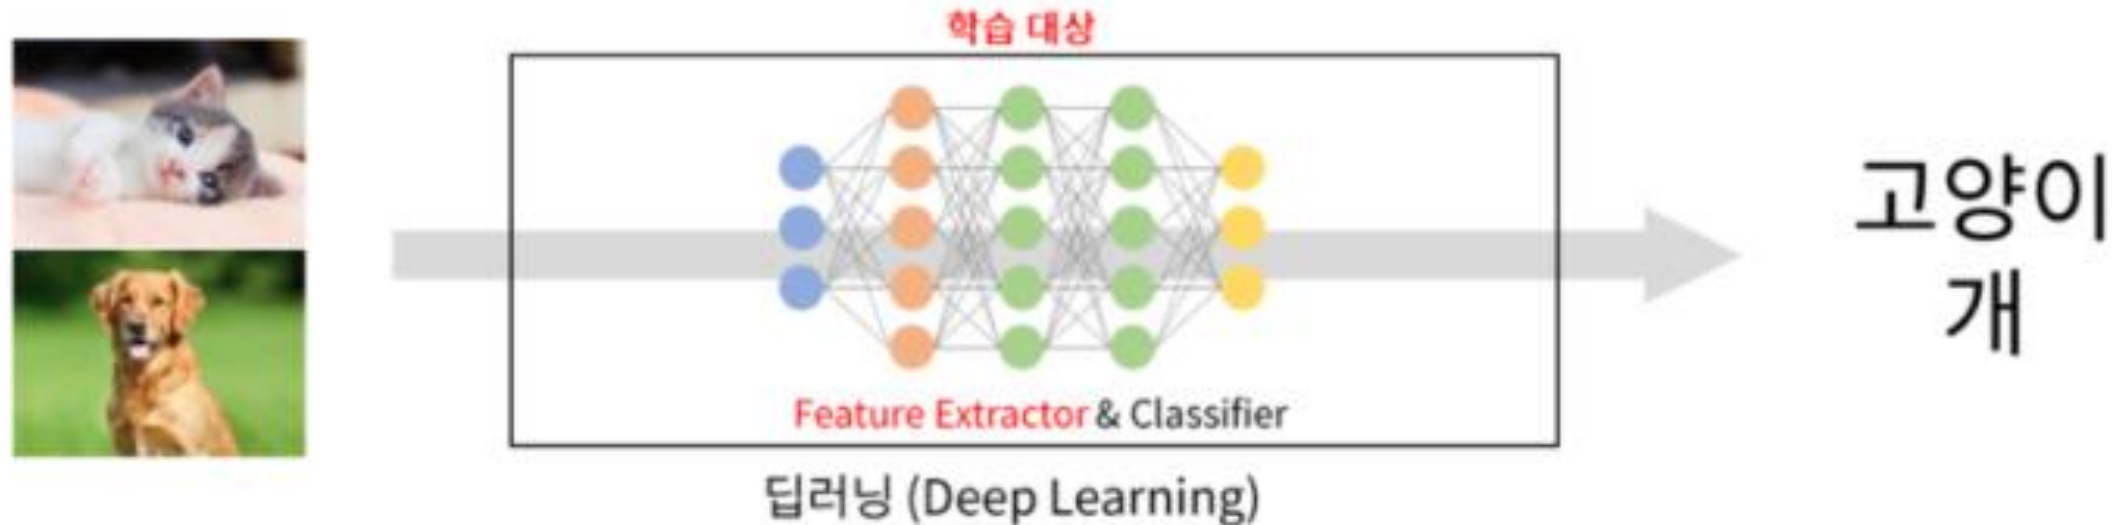 학습 대상
고양이
개
Feature Extractor & Classifier
딥러닝 (Deep Learning)